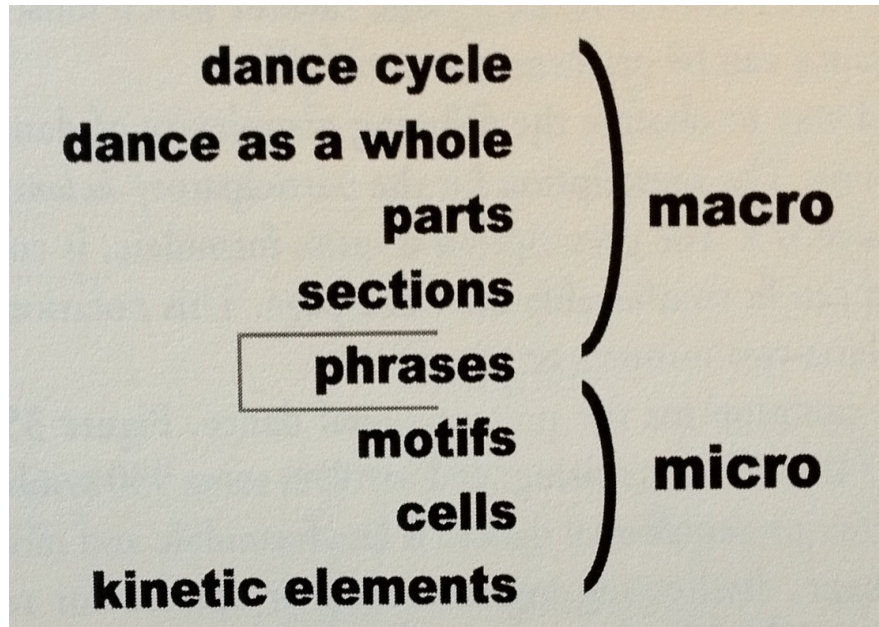 dance cycle
dance as a whole
parts
macro
sections
phrases
motifs
micro
cells
kinetic elements